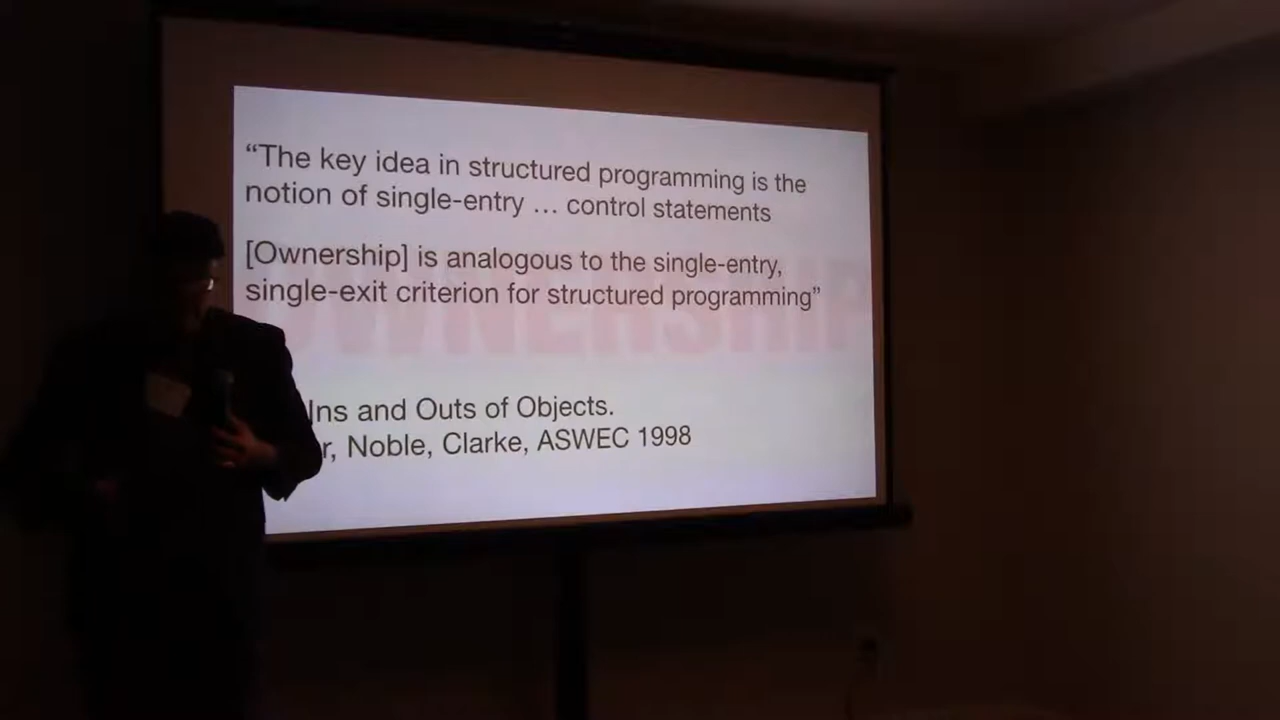 “The key idea in structured programming is the
notion of single-entry … control statements
[Ownership] is analogous to the single-entry,
single-exit criterion for structured programming”
OWNERSHIP
Ins and Outs of Objects.
r, Noble, Clarke, ASWEC 1998